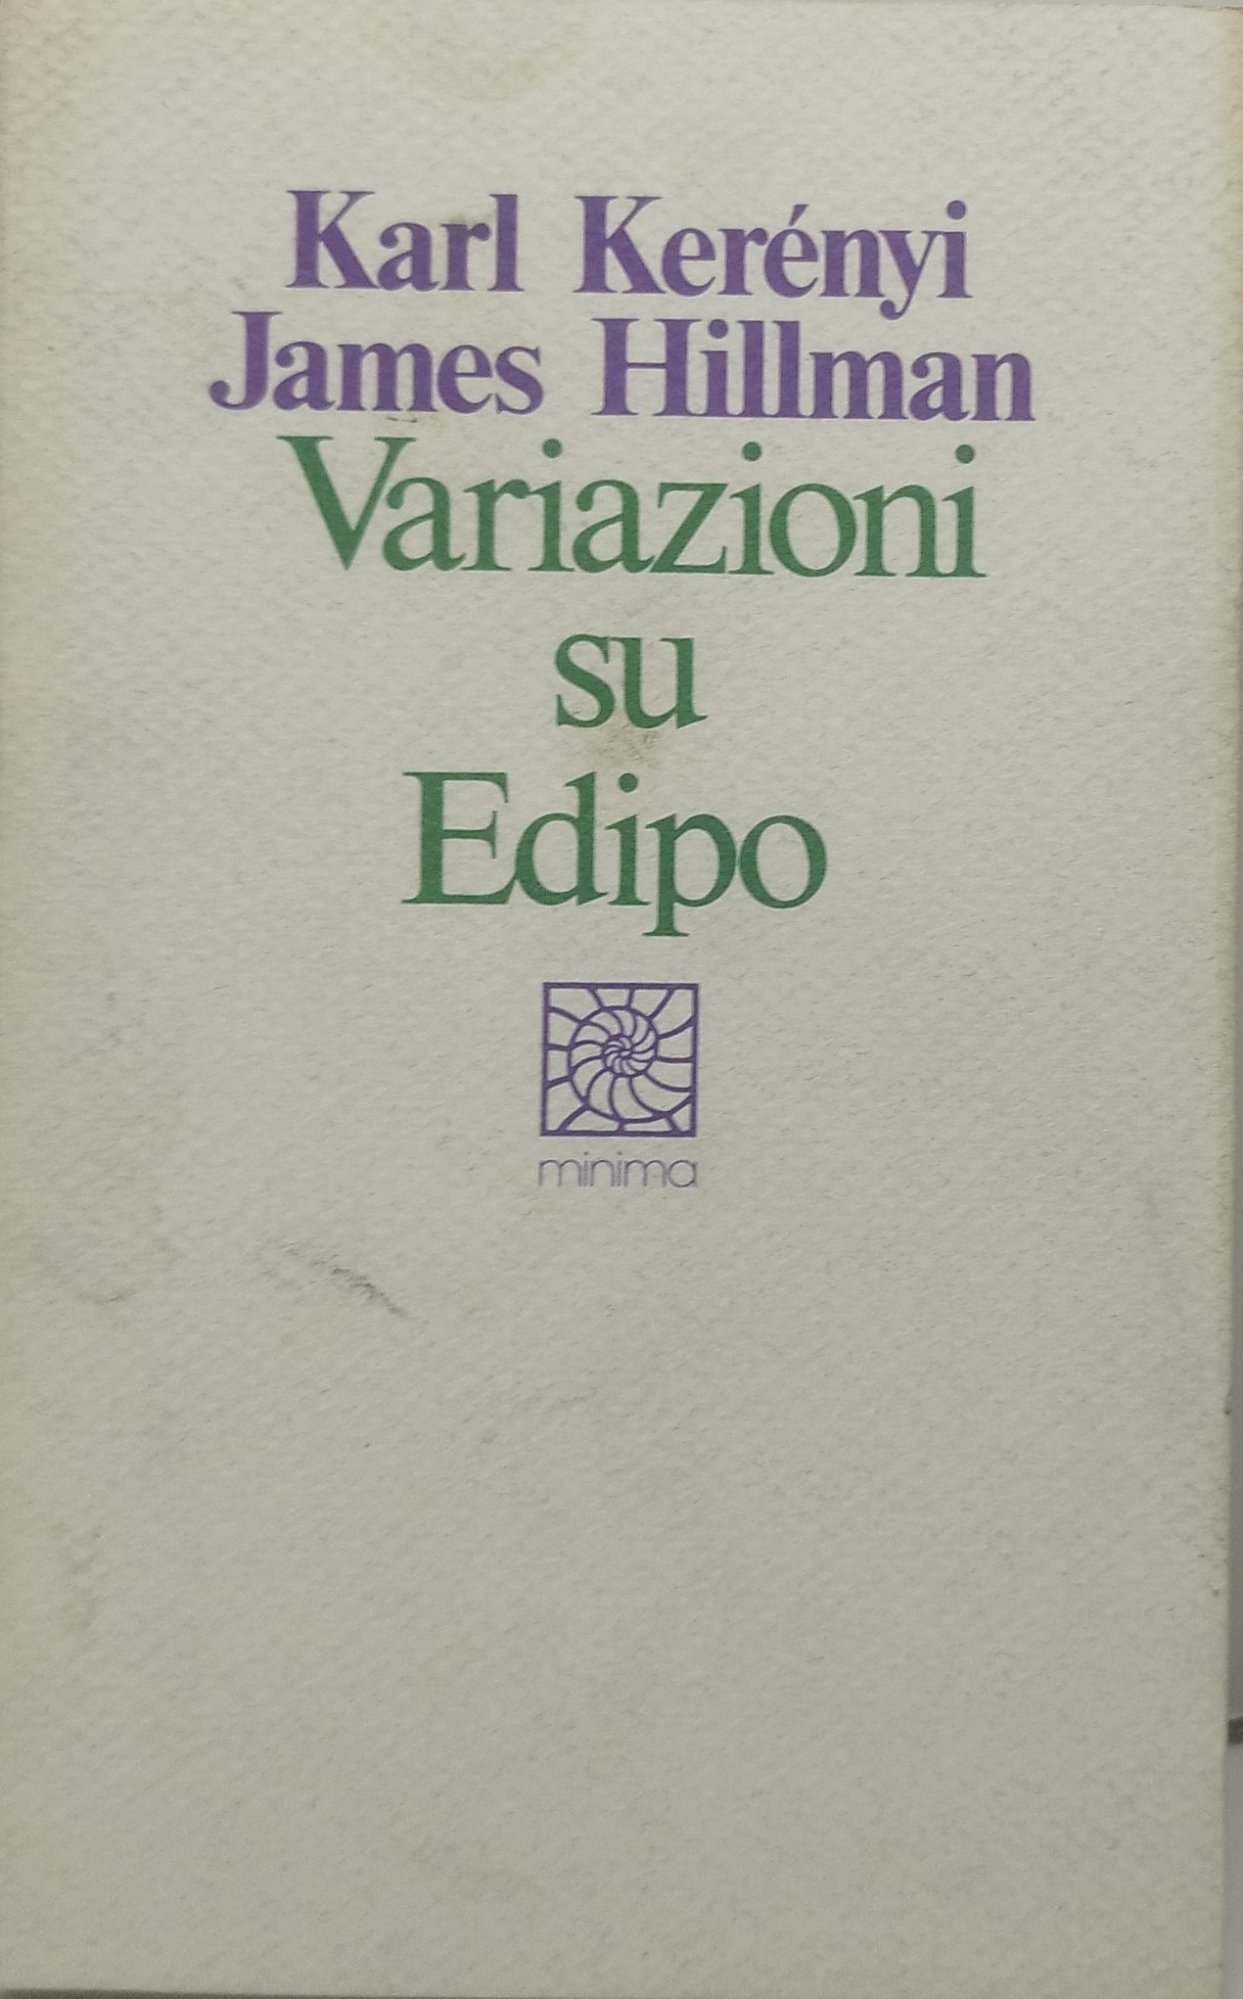 Karl Kerényi
James Hillman
Variazioni
su
Edipo
minima